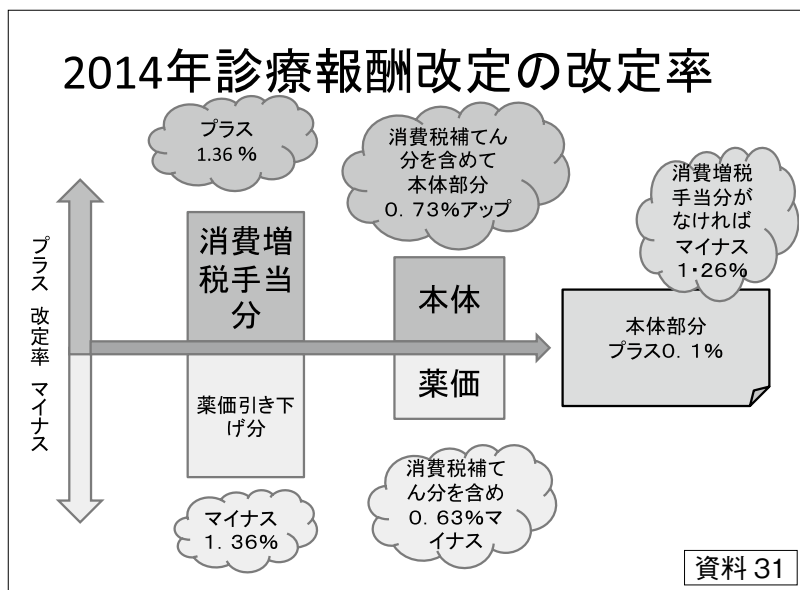 2014年診療報酬改定の改定率
プラス
1.36 %
消費税補てん
分を含めて
本体部分
0. 73%アップ
消費増税
手当分が
なければ
マイナス
1・26%
プラス 改定率 マイナス
消費増
税手当
分
本体
本体部分
プラス0. 1%
薬価引き下
げ分
薬価
マイナス
1. 36%
消費税補て
ん分を含め
0. 63%マ
イナス
資料 31